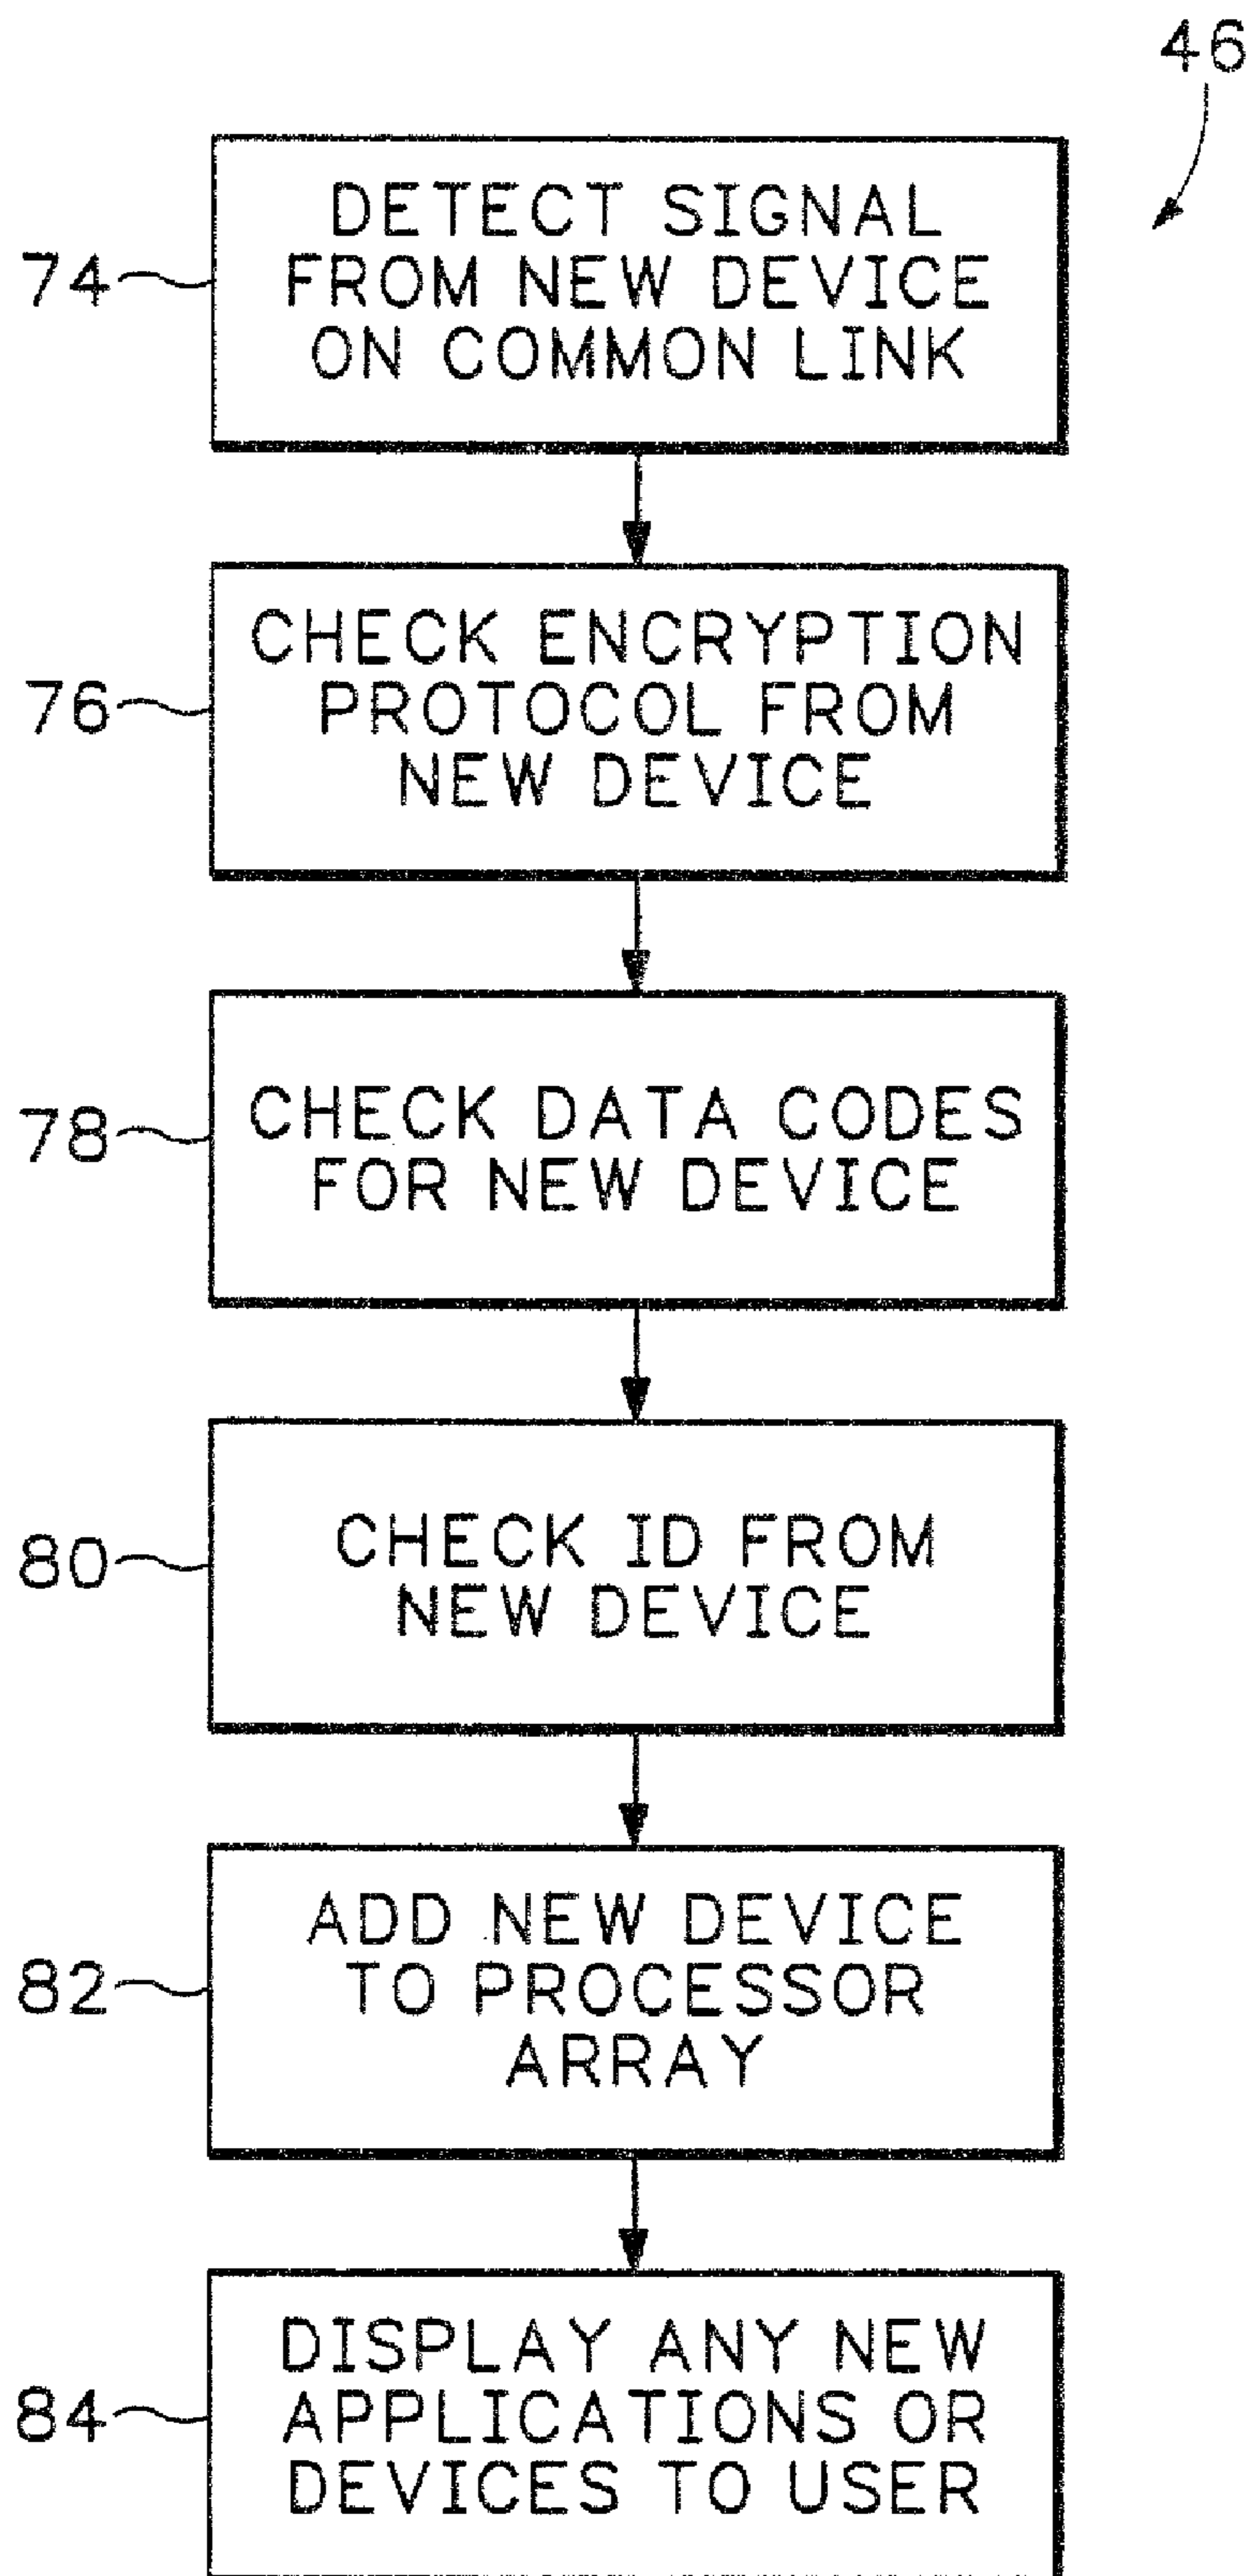 46
74
DETECT SIGNAL
FROM NEW DEVICE
ON COMMON LINK
76
CHECK ENCRYPTION
PROTOCOL FROM
NEW DEVICE
78
CHECK DATA CODES
FOR NEW DEVICE
80
CHECK ID FROM
NEW DEVICE
82
ADD NEW DEVICE
TO PROCESSOR
ARRAY
84
DISPLAY ANY NEW
APPLICATIONS OR
DEVICES TO USER